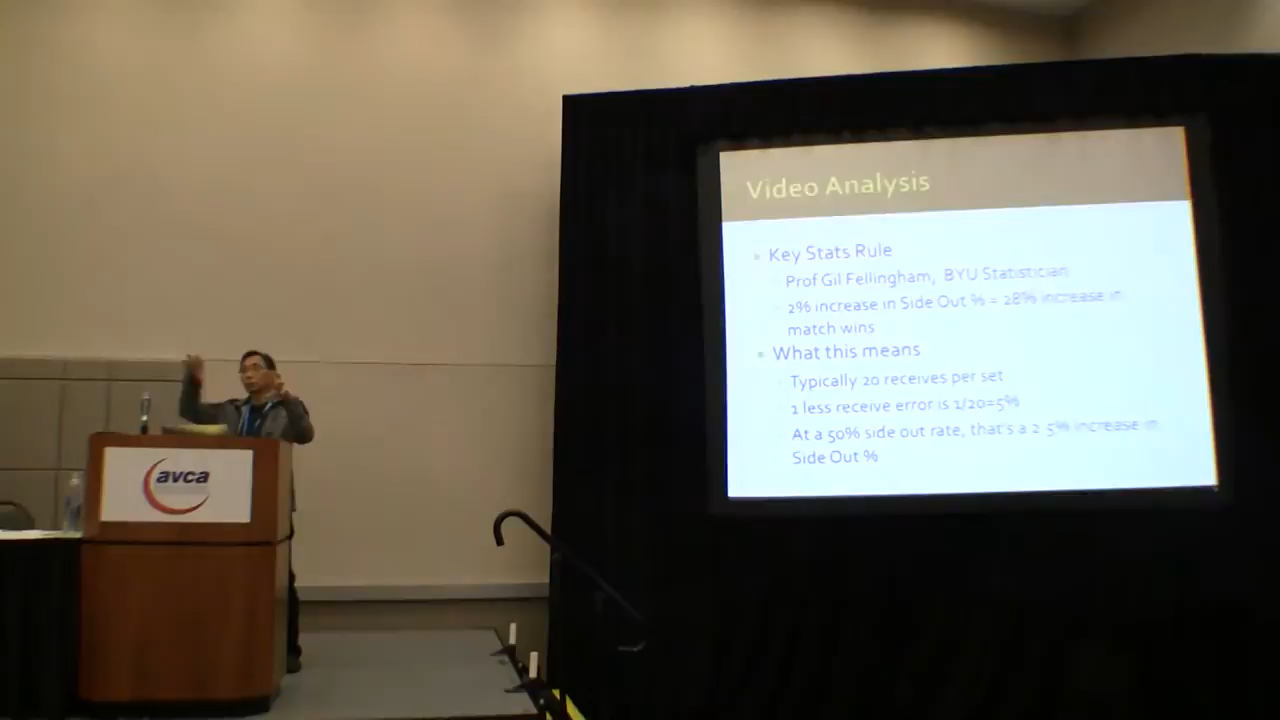 avca
Video Analysis
Key Stats Rule
Prof Gil Fellingham, BYU Statistician
2% increase in Side Out % = 28% increase in
match wins
What this means
Typically 20 receives per set
1 less receive error is 1/20=5%
At a 50% side out rate, that's a 2.5% increase in
Side Out %